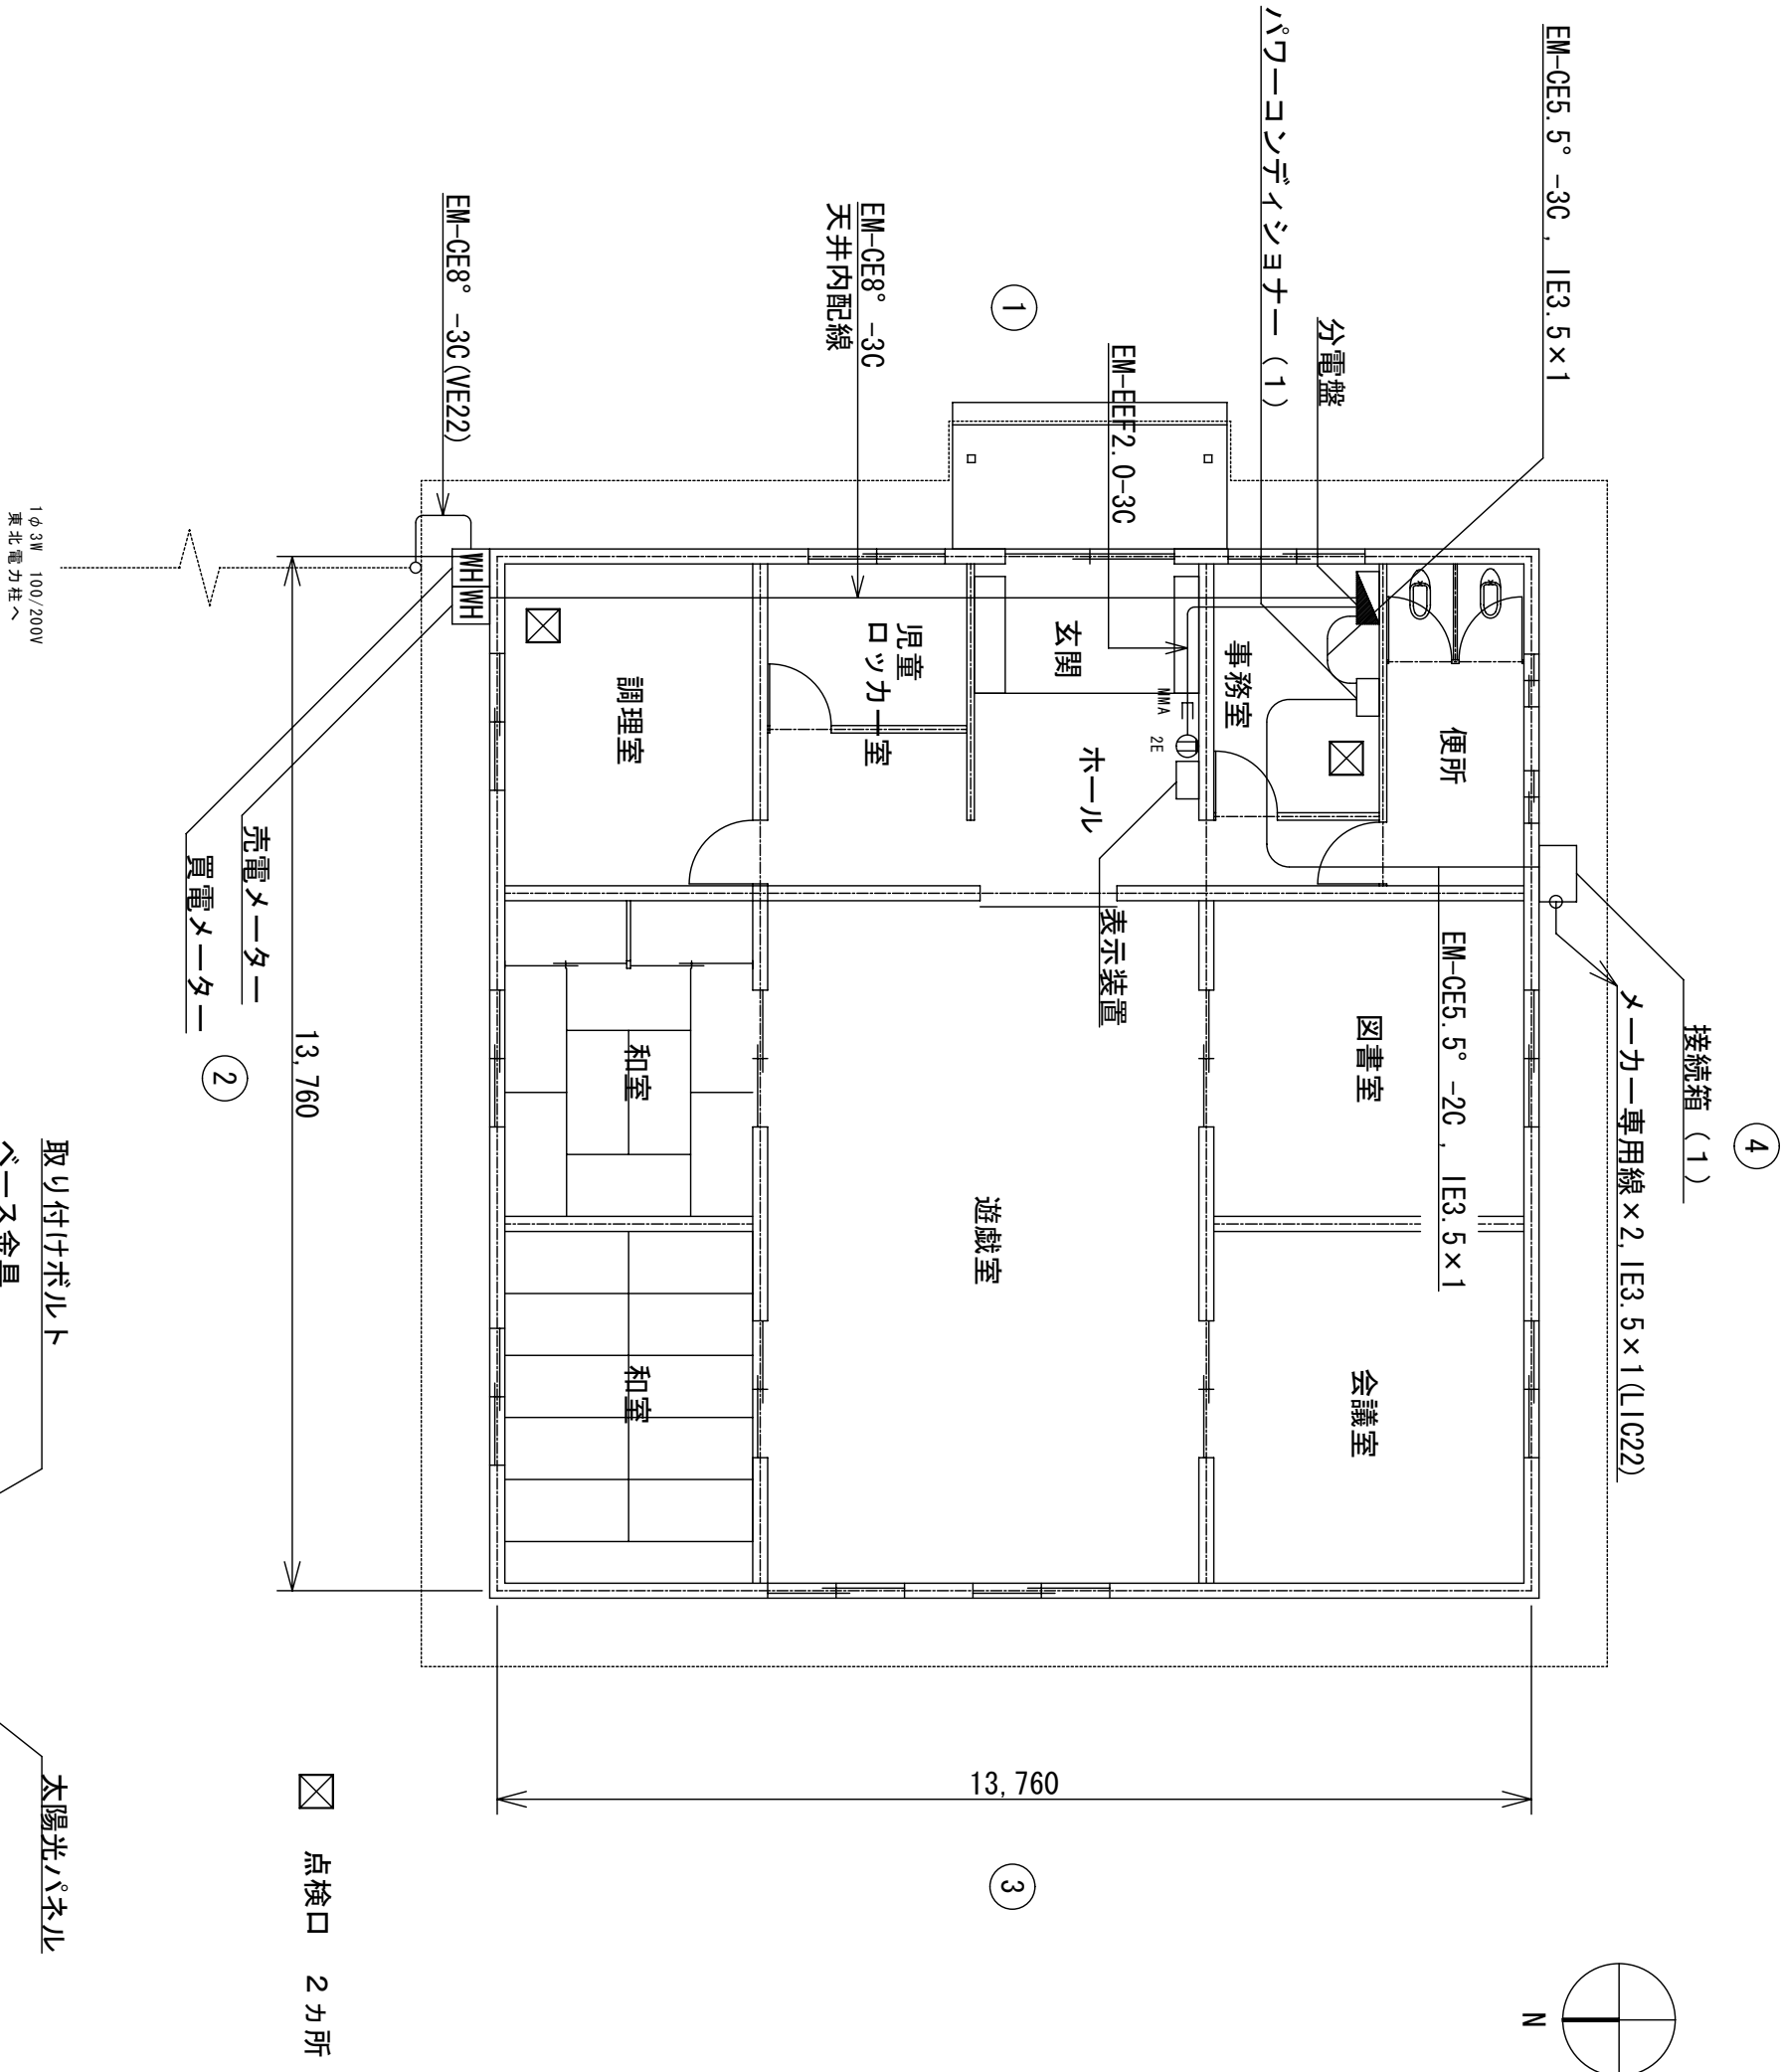 ④
接続箱（１）
メーカー専用線×2, IE3.5×1(LIC22)
EM-CE5.5°-3C , IE3.5×1
EM-CE5.5°-2C , IE3.5×1
分電盤
パワーコンディショナー（１）
便所
図書室
会議室
事務室
EM-EEF2.0-3C
表示装置
MMA
2E
ホール
玄関
①
遊戯室
③
13,760
EM-CE8°-3C
天井内配線
児童
ロッカー室
調理室
和室
和室
EM-CE8°-3C(VE22)
WH
WH
N
点検口　２カ所
13,760
売電メーター
買電メーター
②
1φ3W 100/200V
東北電力柱へ
取り付けボルト
ベース金具
太陽光パネル